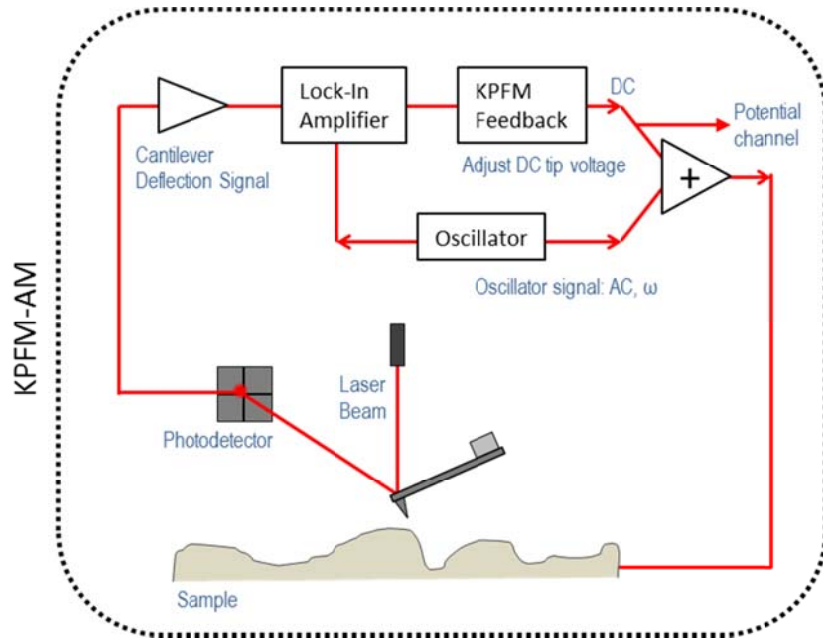 KPFM-AM
Lock-In
Amplifier
KPFM
Feedback
DC
Potential
channel
Cantilever
Deflection Signal
Adjust DC tip voltage
+
Oscillator
Oscillator signal: AC, ω
Laser
Beam
Photodetector
Sample